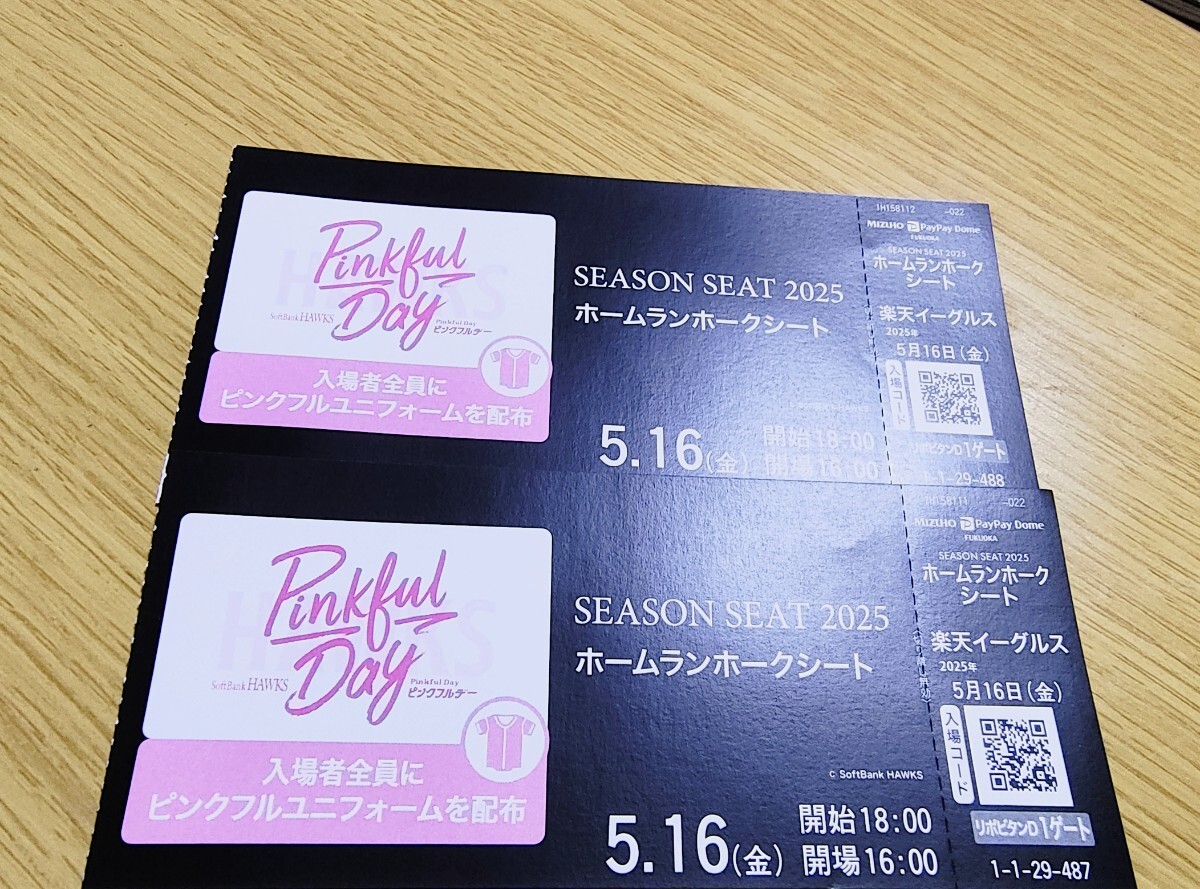 Pinkful
Day
SoftBank HAWKS
Pinkful Day
ピンクフルデー
入場者全員に
ピンクフルユニフォームを配布
SEASON SEAT 2025
ホームランホークシート
5.16(金)
開始18:00
開場16:00
1H158112 -022
MIZUHO PayPay Dome
FUKUOKA
SEASON SEAT 2025
ホームランホーク
シート
楽天イーグルス
2025年
5月16日(金)
入場コード
リポビタンD 1ゲート
1-1-29-488
Pinkful
Day
SoftBank HAWKS
Pinkful Day
ピンクフルデー
入場者全員に
ピンクフルユニフォームを配布
SEASON SEAT 2025
ホームランホークシート
c SoftBank HAWKS
5.16(金)
開始18:00
開場16:00
1H158111 -022
MIZUHO PayPay Dome
FUKUOKA
SEASON SEAT 2025
ホームランホーク
シート
楽天イーグルス
2025年
5月16日(金)
入場コード
リポビタンD 1ゲート
1-1-29-487